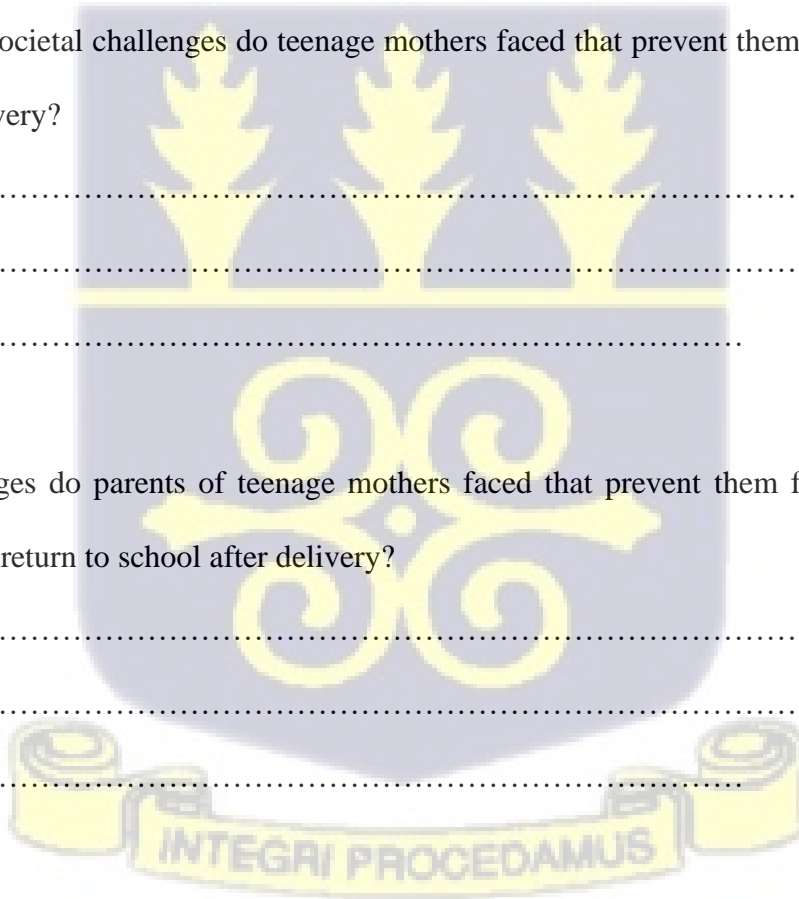 ocietal challenges do teenage mothers faced that prevent them
very?
……………………………………………………………………
……………………………………………………………………
………………………………………………………………
ges do parents of teenage mothers faced that prevent them f
return to school after delivery?
……………………………………………………………………
……………………………………………………………………
………………………………………………………………
INTEGRI PROCEDAMUS